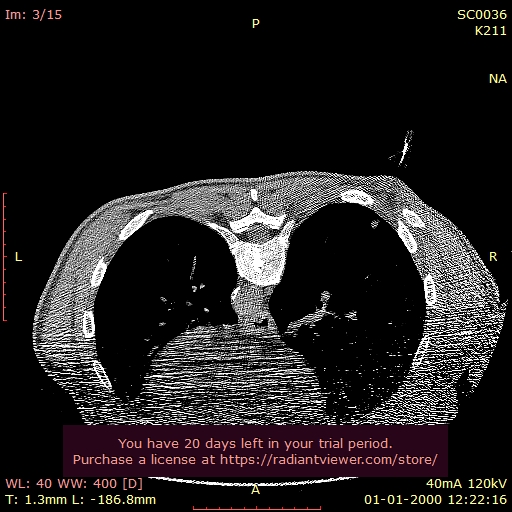 Im: 3/15
SC0036
K211
P
NA
L
R
You have 20 days left in your trial period.
Purchase a license at https://radiantviewer.com/store/
WL: 40 WW: 400 [D]
T: 1.3mm L: -186.8mm
A
40mA 120kV
01-01-2000 12:22:16